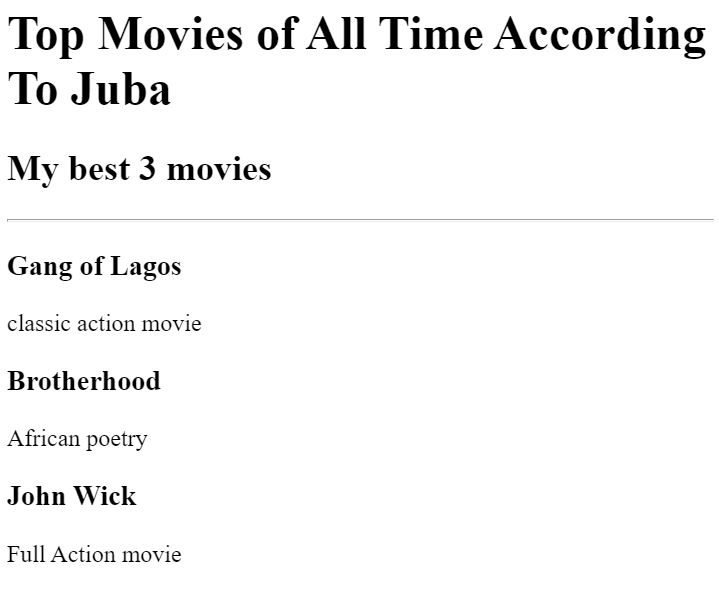 Top Movies of All Time According
To Juba
My best 3 movies
Gang of Lagos
classic action movie
Brotherhood
African poetry
John Wick
Full Action movie